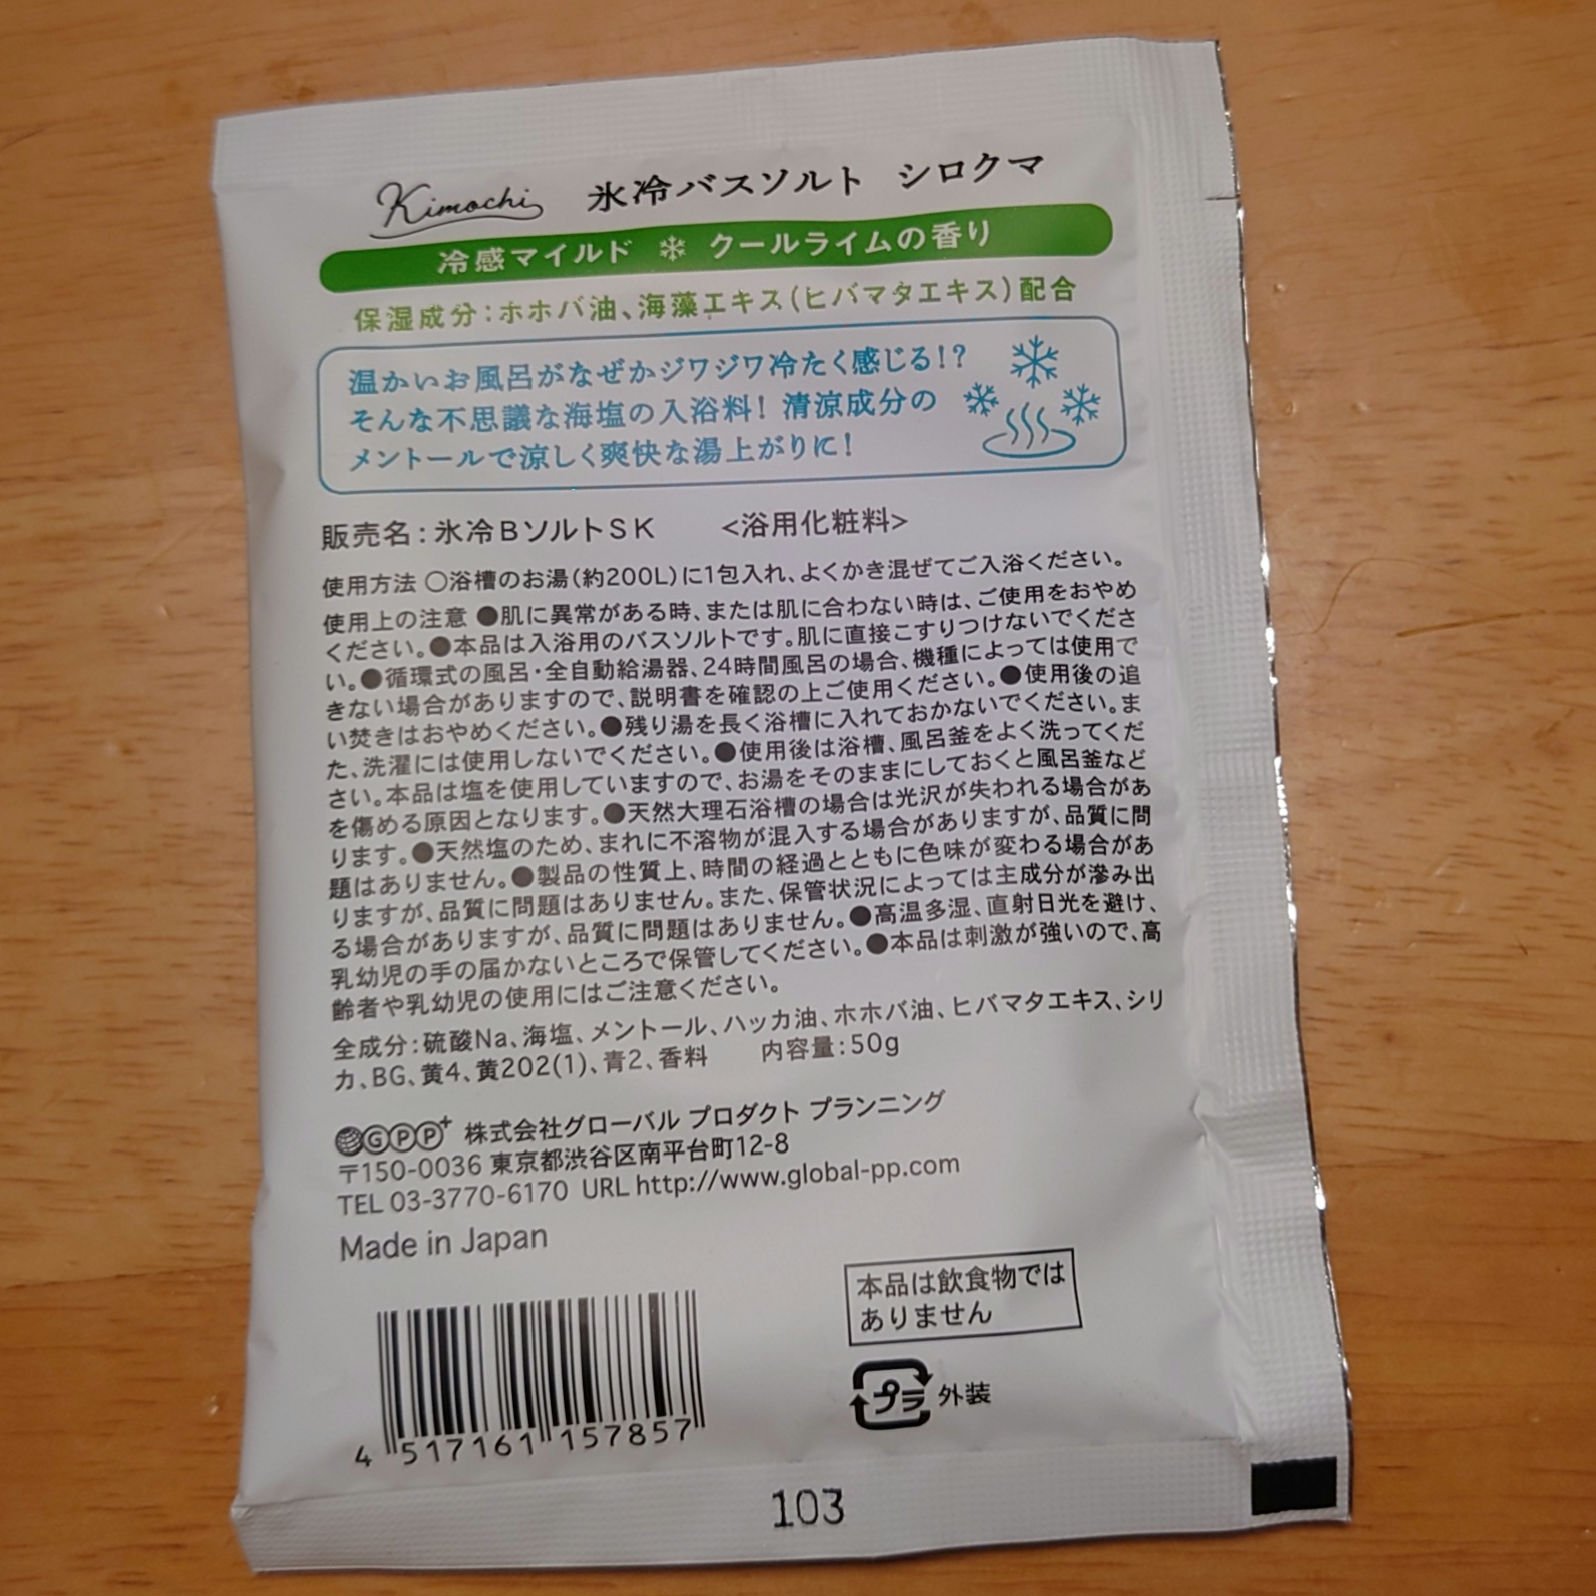 Kimochi 氷冷バスソルト シロクマ
冷感マイルド ❄ クールライムの香り
保湿成分：ホホバ油、海藻エキス（ヒバマタエキス）配合
温かいお風呂がなぜかジワジワ冷たく感じる!?
そんな不思議な海塩の入浴料！清涼成分の
メントールで涼しく爽快な湯上がりに！
販売名：氷冷BソルトSK <浴用化粧料>
使用方法 ○浴槽のお湯（約200L）に1包入れ、よくかき混ぜてご入浴ください。
使用上の注意 ●肌に異常がある時、または肌に合わない時は、ご使用をおやめ
ください。●本品は入浴用のバスソルトです。肌に直接こすりつけないでくださ
い。●循環式の風呂・全自動給湯器、24時間風呂の場合、機種によっては使用で
きない場合がありますので、説明書を確認の上ご使用ください。●使用後の追
い焚きはおやめください。●残り湯を長く浴槽に入れておかないでください。ま
た、洗濯には使用しないでください。●使用後は浴槽、風呂釜をよく洗ってくだ
さい。本品は塩を使用していますので、お湯をそのままにしておくと風呂釜など
を傷める原因となります。●天然大理石浴槽の場合は光沢が失われる場合があ
ります。●天然塩のため、まれに不溶物が混入する場合がありますが、品質に問
題はありません。●製品の性質上、時間の経過とともに色味が変わる場合があ
りますが、品質に問題はありません。また、保管状況によっては主成分が滲み出
る場合がありますが、品質に問題はありません。●高温多湿、直射日光を避け、
乳幼児の手の届かないところで保管してください。●本品は刺激が強いので、高
齢者や乳幼児の使用にはご注意ください。
全成分：硫酸Na、海塩、メントール、ハッカ油、ホホバ油、ヒバマタエキス、シリ
カ、BG、黄4、黄202(1)、青2、香料 内容量：50g
GPP+ 株式会社グローバル プロダクト プランニング
〒150-0036 東京都渋谷区南平台町12-8
TEL 03-3770-6170 URL http://www.global-pp.com
Made in Japan
本品は飲食物では
ありません
プラ 外装
4 517161 157857
103